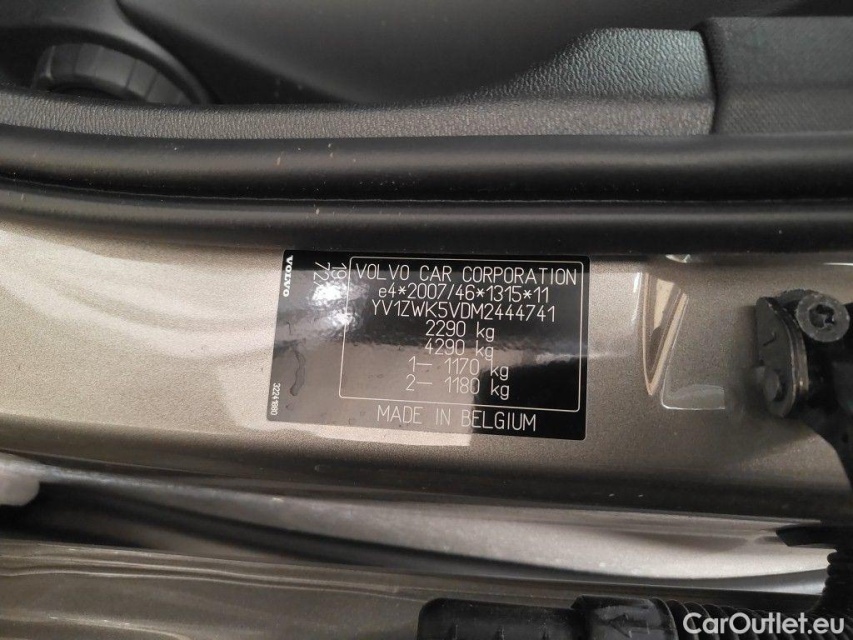 VOLVO
VOLVO CAR CORPORATION
e4*2007/46*1315*11
YV1ZWK5VDM2444741
2290 kg
4290 kg
1— 1170 kg
2— 1180 kg
MADE IN BELGIUM
CarOutlet.eu